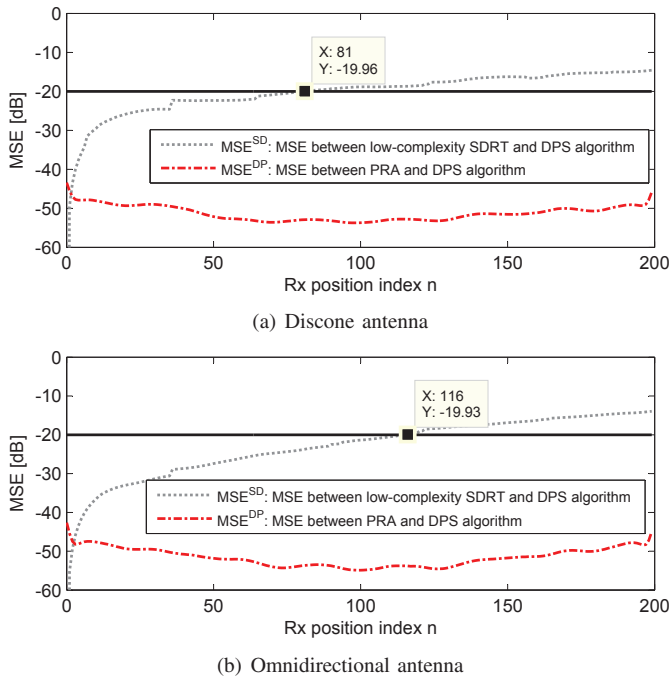 0
-10
-20
-30
-40
-50
-60
MSE [dB]
X: 81
Y: -19.96
MSE^SD: MSE between low-complexity SDRT and DPS algorithm
MSE^DP: MSE between PRA and DPS algorithm
0 50 100 150 200
Rx position index n
(a) Discone antenna
0
-10
-20
-30
-40
-50
-60
MSE [dB]
X: 116
Y: -19.93
MSE^SD: MSE between low-complexity SDRT and DPS algorithm
MSE^DP: MSE between PRA and DPS algorithm
0 50 100 150 200
Rx position index n
(b) Omnidirectional antenna